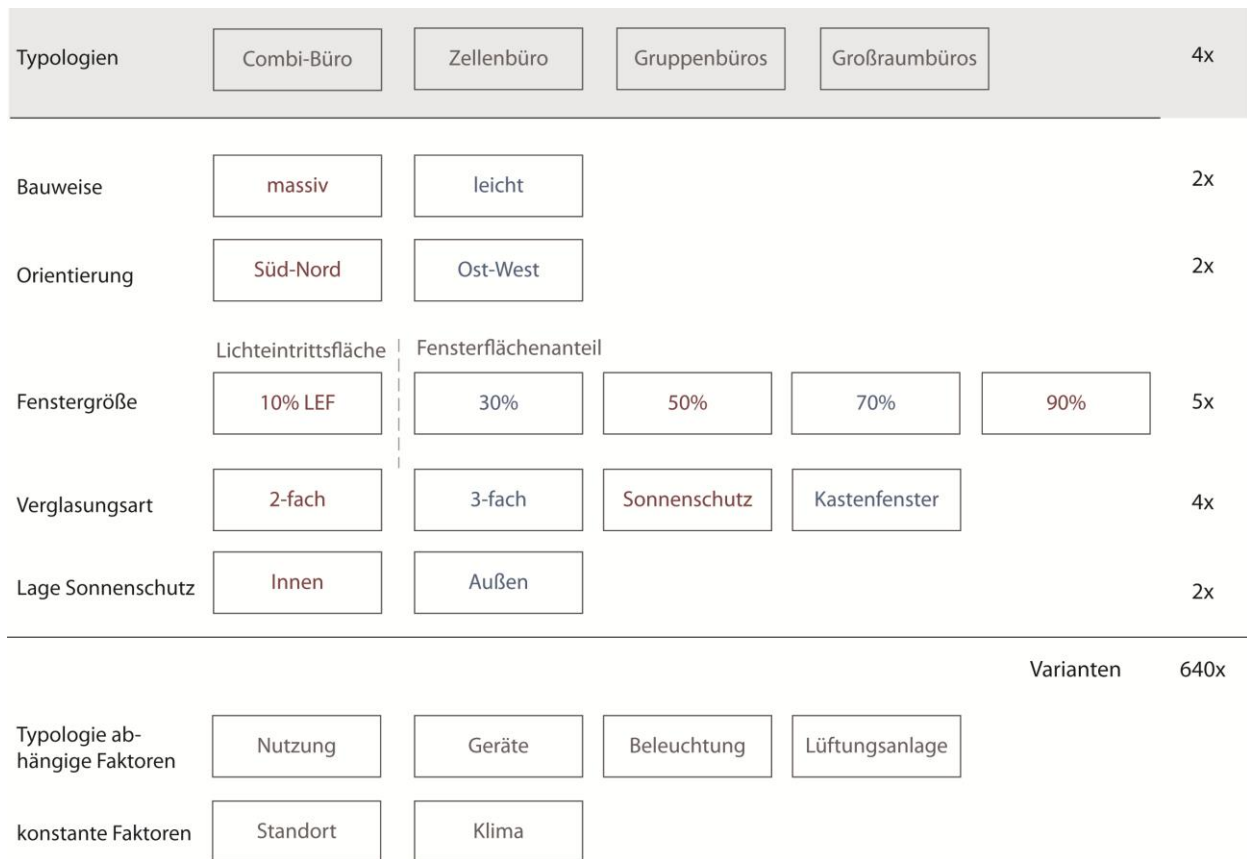 Typologien Combi-Büro Zellenbüro Gruppenbüros Großraumbüros 4x
Bauweise massiv leicht 2x
Orientierung Süd-Nord Ost-West 2x
Lichteintrittsfläche Fensterflächenanteil
Fenstergröße 10% LEF 30% 50% 70% 90% 5x
Verglasungsart 2-fach 3-fach Sonnenschutz Kastenfenster 4x
Lage Sonnenschutz Innen Außen 2x
Varianten 640x
Typologie ab-
hängige Faktoren Nutzung Geräte Beleuchtung Lüftungsanlage
konstante Faktoren Standort Klima